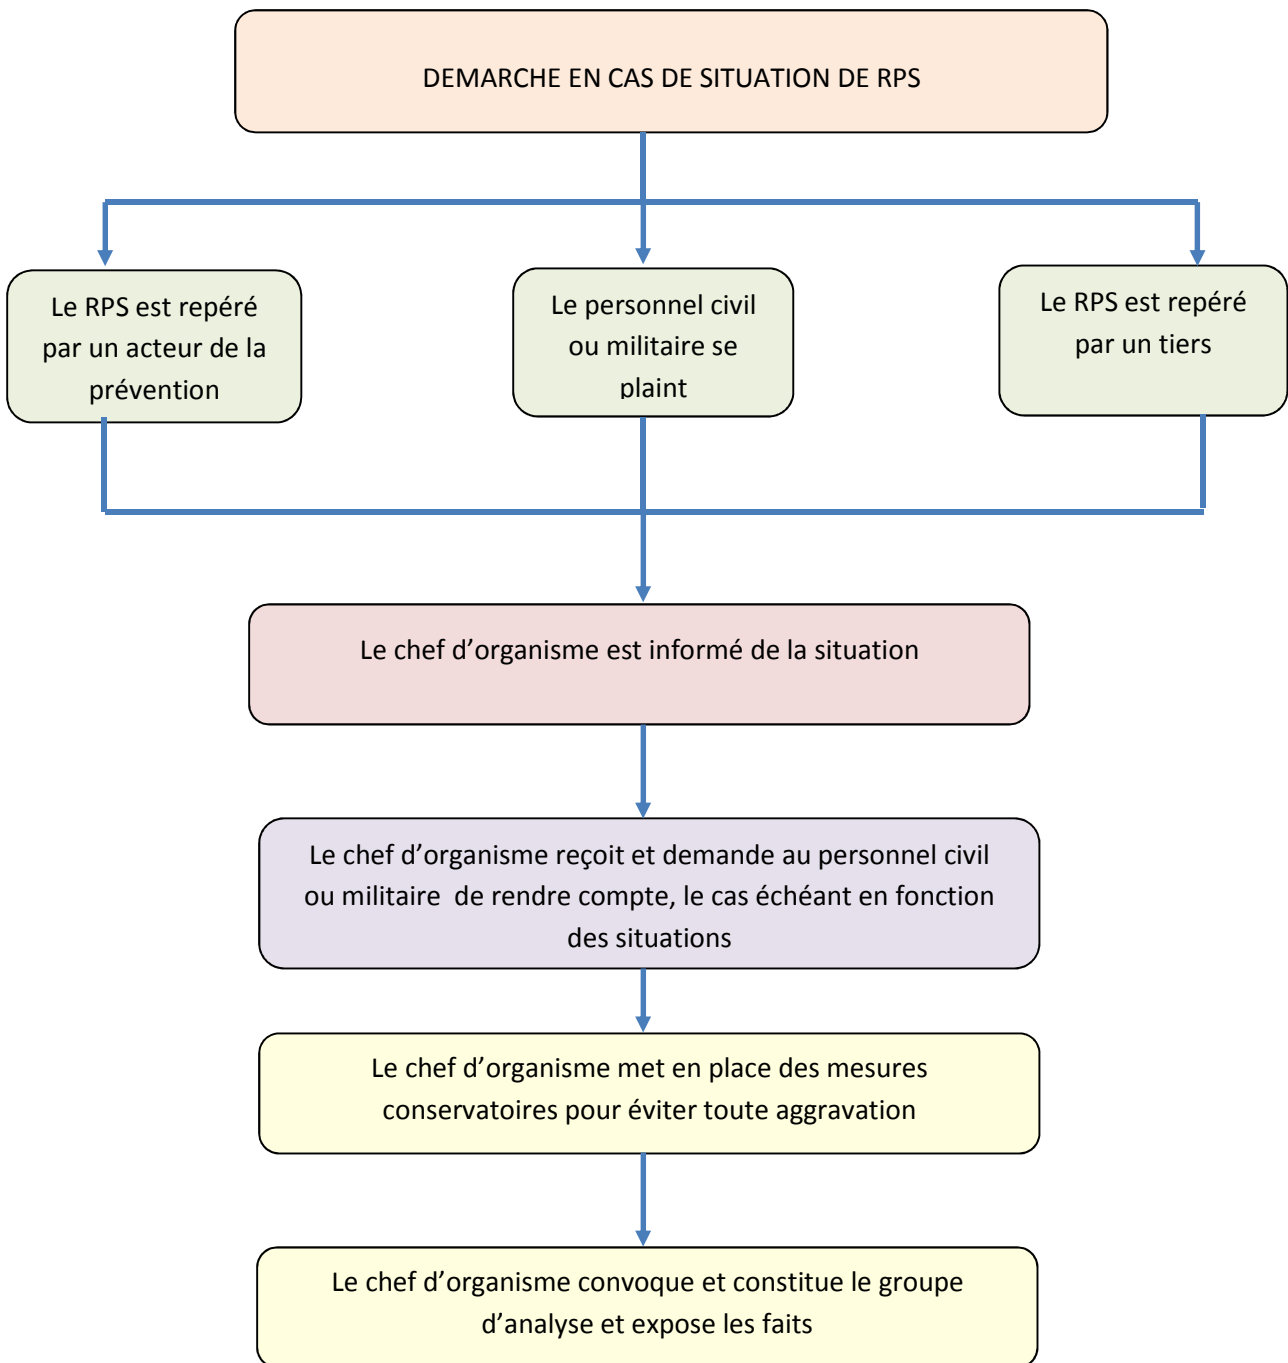 DEMARCHE EN CAS DE SITUATION DE RPS
Le RPS est repéré
par un acteur de la
prévention
Le personnel civil
ou militaire se
plaint
Le RPS est repéré
par un tiers
Le chef d’organisme est informé de la situation
Le chef d’organisme reçoit et demande au personnel civil
ou militaire  de rendre compte, le cas échéant en fonction
des situations
Le chef d’organisme met en place des mesures
conservatoires pour éviter toute aggravation
Le chef d’organisme convoque et constitue le groupe
d’analyse et expose les faits